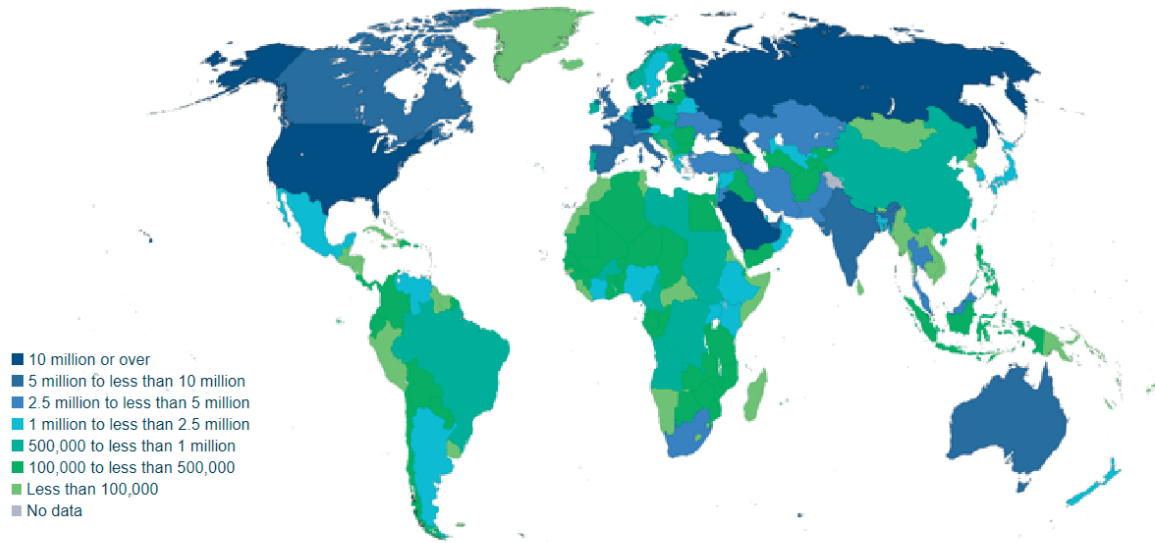 10 million or over
5 million to less than 10 million
2.5 million to less than 5 million
1 million to less than 2.5 million
500,000 to less than 1 million
100,000 to less than 500,000
Less than 100,000
No data